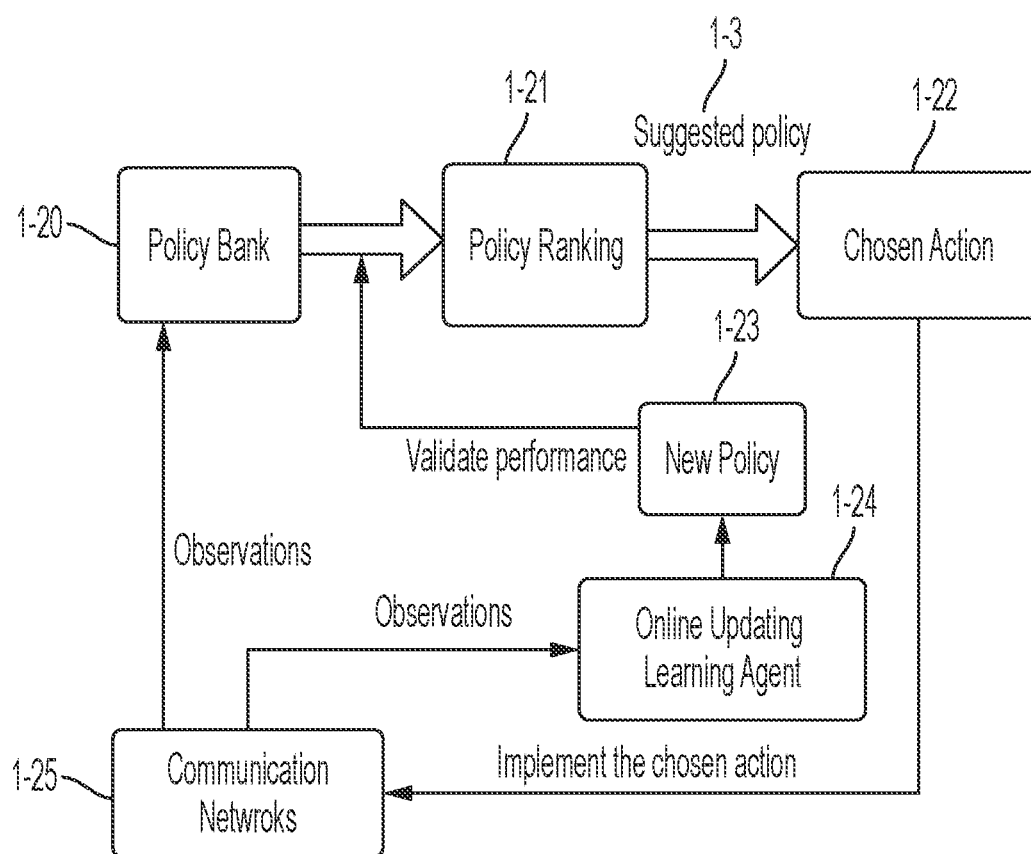 1-3
1-21
Suggested policy
1-22
1-20
Policy Bank
Policy Ranking
Chosen Action
1-23
Validate performance
New Policy
1-24
Observations
Observations
Online Updating
Learning Agent
1-25
Communication
Netwroks
Implement the chosen action